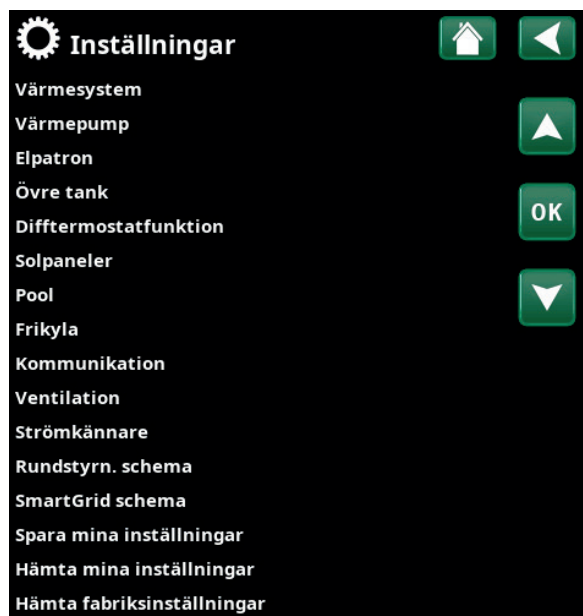 Inställningar
Värmesystem
Värmepump
Elpatron
Övre tank
Difftermostatfunktion
OK
Solpaneler
Pool
Frikyla
Kommunikation
Ventilation
Strömkännare
Rundstyrn. schema
SmartGrid schema
Spara mina inställningar
Hämta mina inställningar
Hämta fabriksinställningar